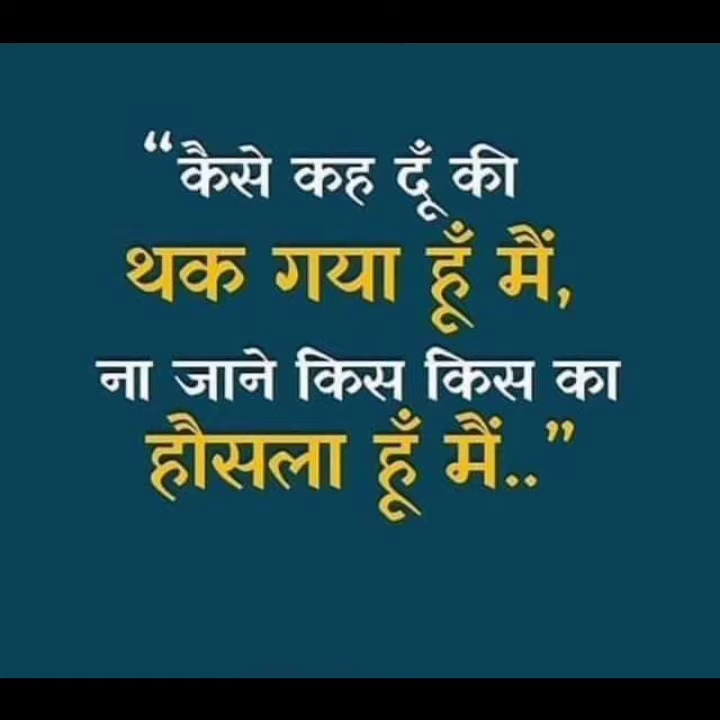 “कैसे कह दूँ की
थक गया हूँ मैं,
ना जाने किस किस का
हौसला हूँ मैं..”